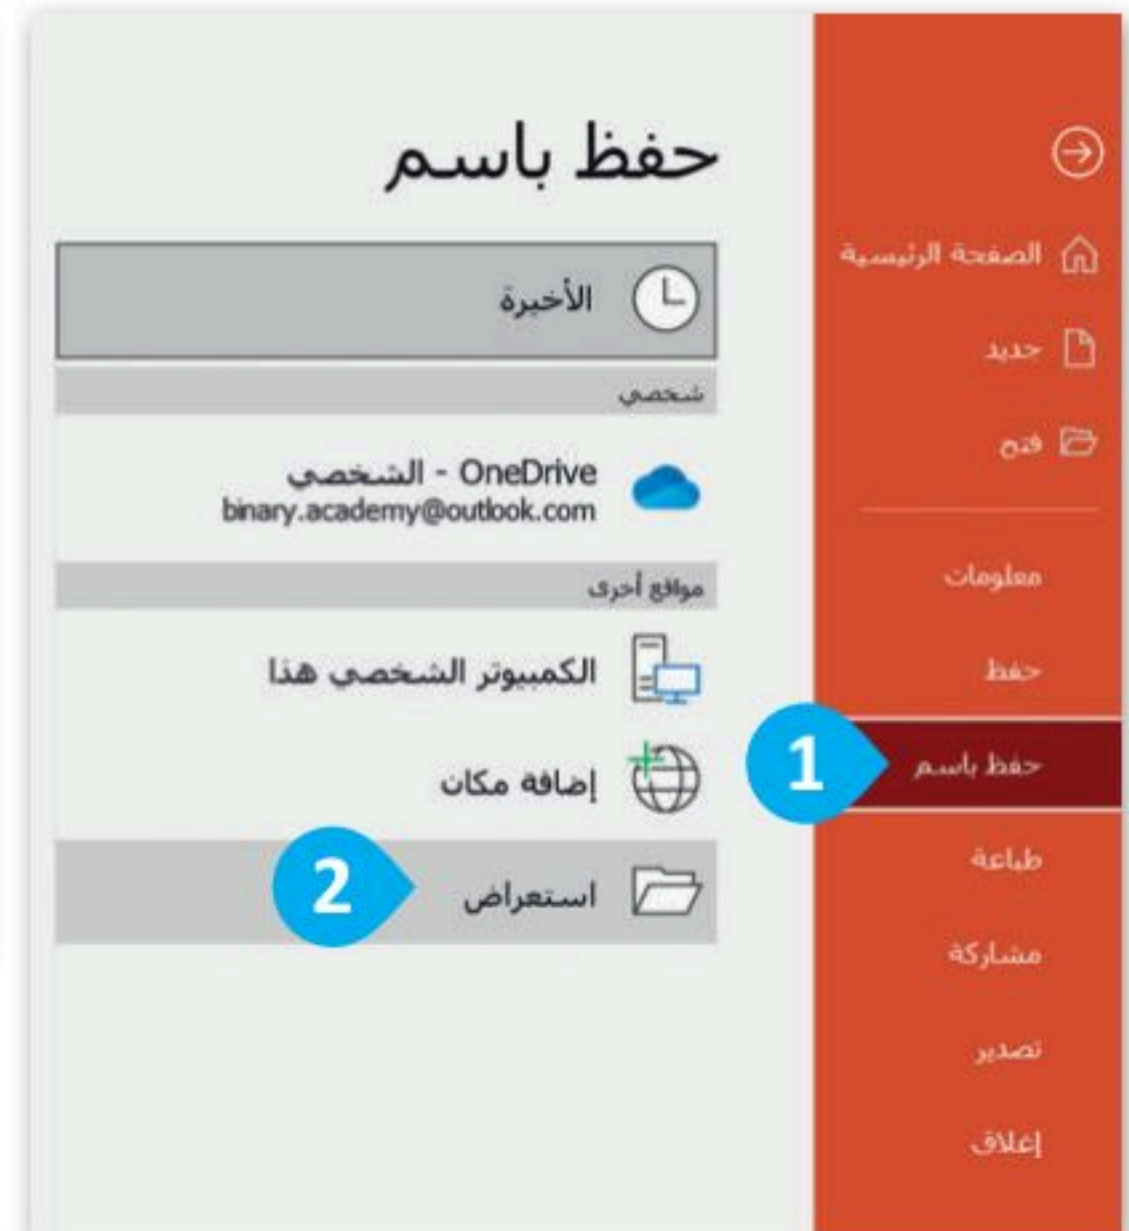 الصفحة الرئيسية
جديد
فتح
معلومات
حفظ
حفظ باسم
1
طباعة
مشاركة
تصدير
إغلاق
حفظ باسم
الأخيرة
شخصي
OneDrive - الشخصي
binary.academy@outlook.com
مواقع أخرى
الكمبيوتر الشخصي هذا
إضافة مكان
استعراض
2